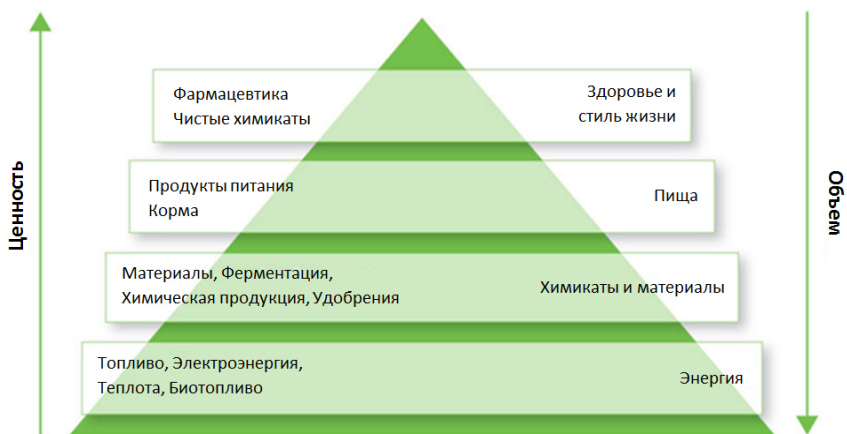 Ценность
Фармацевтика
Чистые химикаты
Здоровье и
стиль жизни
Продукты питания
Корма
Пища
Материалы, Ферментация,
Химическая продукция, Удобрения
Химикаты и материалы
Топливо, Электроэнергия,
Теплота, Биотопливо
Энергия
Объем